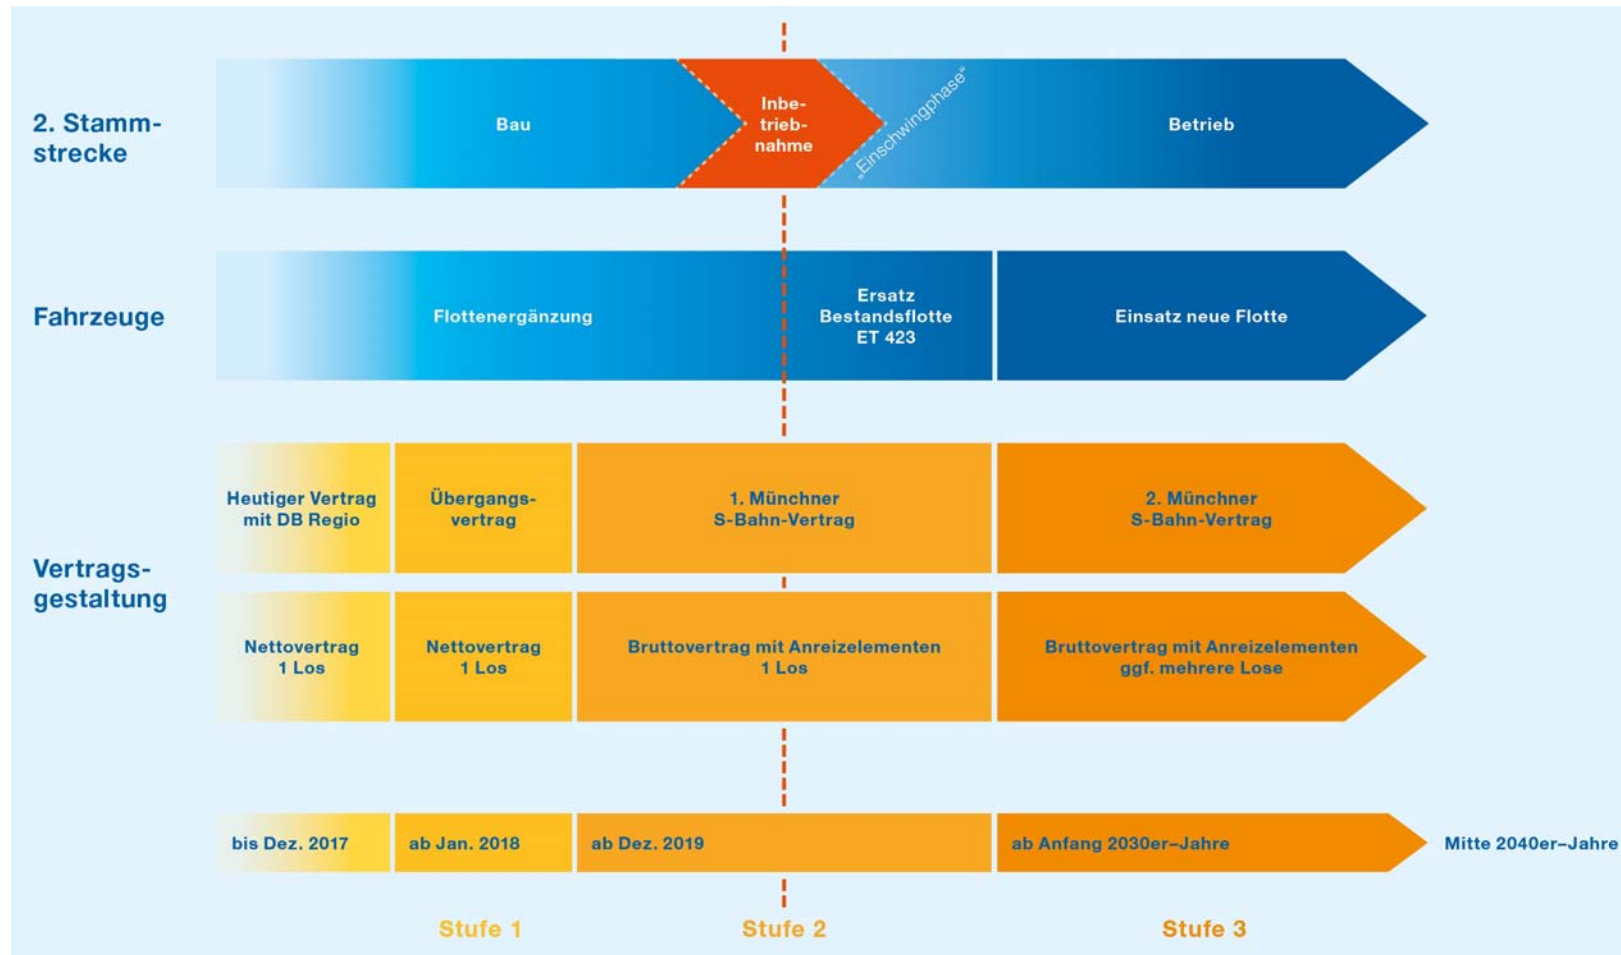 2. Stamm-
strecke
Bau
Inbe-
trieb-
nahme
„Einschwingphase“
Betrieb
Fahrzeuge
Flottenergänzung
Ersatz
Bestandsflotte
ET 423
Einsatz neue Flotte
Vertrags-
gestaltung
Heutiger Vertrag
mit DB Regio
Übergangs-
vertrag
1. Münchner
S-Bahn-Vertrag
2. Münchner
S-Bahn-Vertrag
Nettovertrag
1 Los
Nettovertrag
1 Los
Bruttovertrag mit Anreizelementen
1 Los
Bruttovertrag mit Anreizelementen
ggf. mehrere Lose
bis Dez. 2017
ab Jan. 2018
ab Dez. 2019
ab Anfang 2030er–Jahre
Mitte 2040er–Jahre
Stufe 1
Stufe 2
Stufe 3